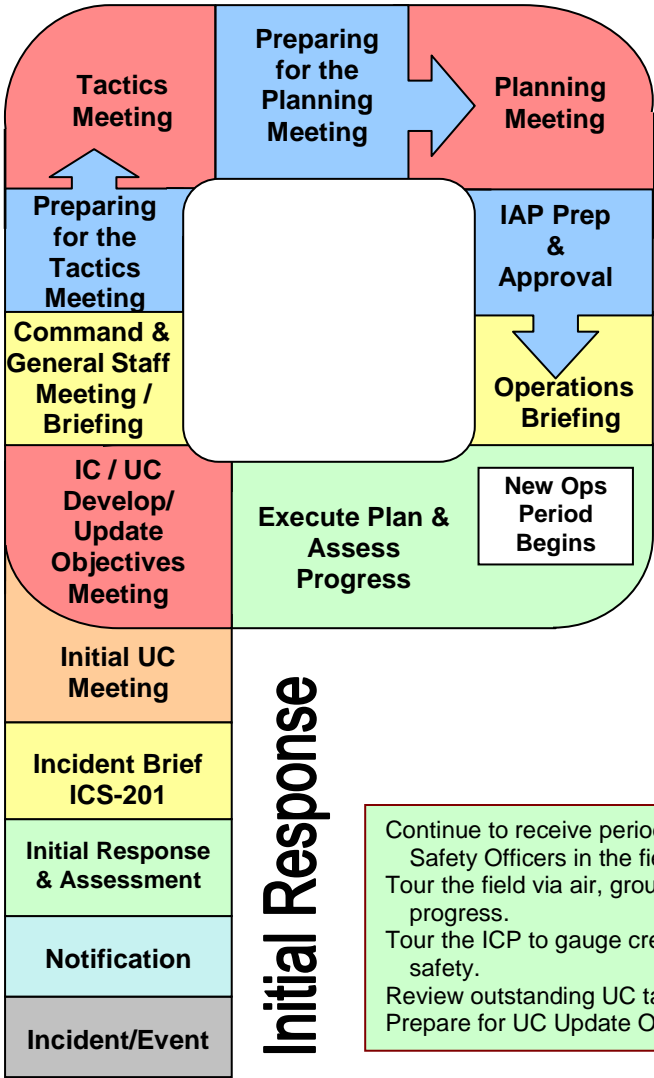 Tactics
Meeting
Preparing
for the
Planning
Meeting
Planning
Meeting
Preparing
for the
Tactics
Meeting
IAP Prep
&
Approval
Command &
General Staff
Meeting /
Briefing
Operations
Briefing
IC / UC
Develop/
Update
Objectives
Meeting
Execute Plan &
Assess
Progress
New Ops
Period
Begins
Initial UC
Meeting
Incident Brief
ICS-201
Initial Response
& Assessment
Notification
Incident/Event
Initial Response
Continue to receive
Safety Officers in the
Tour the field via air,
progress.
Tour the ICP to gauge
safety.
Review outstanding UC
Prepare for UC Update